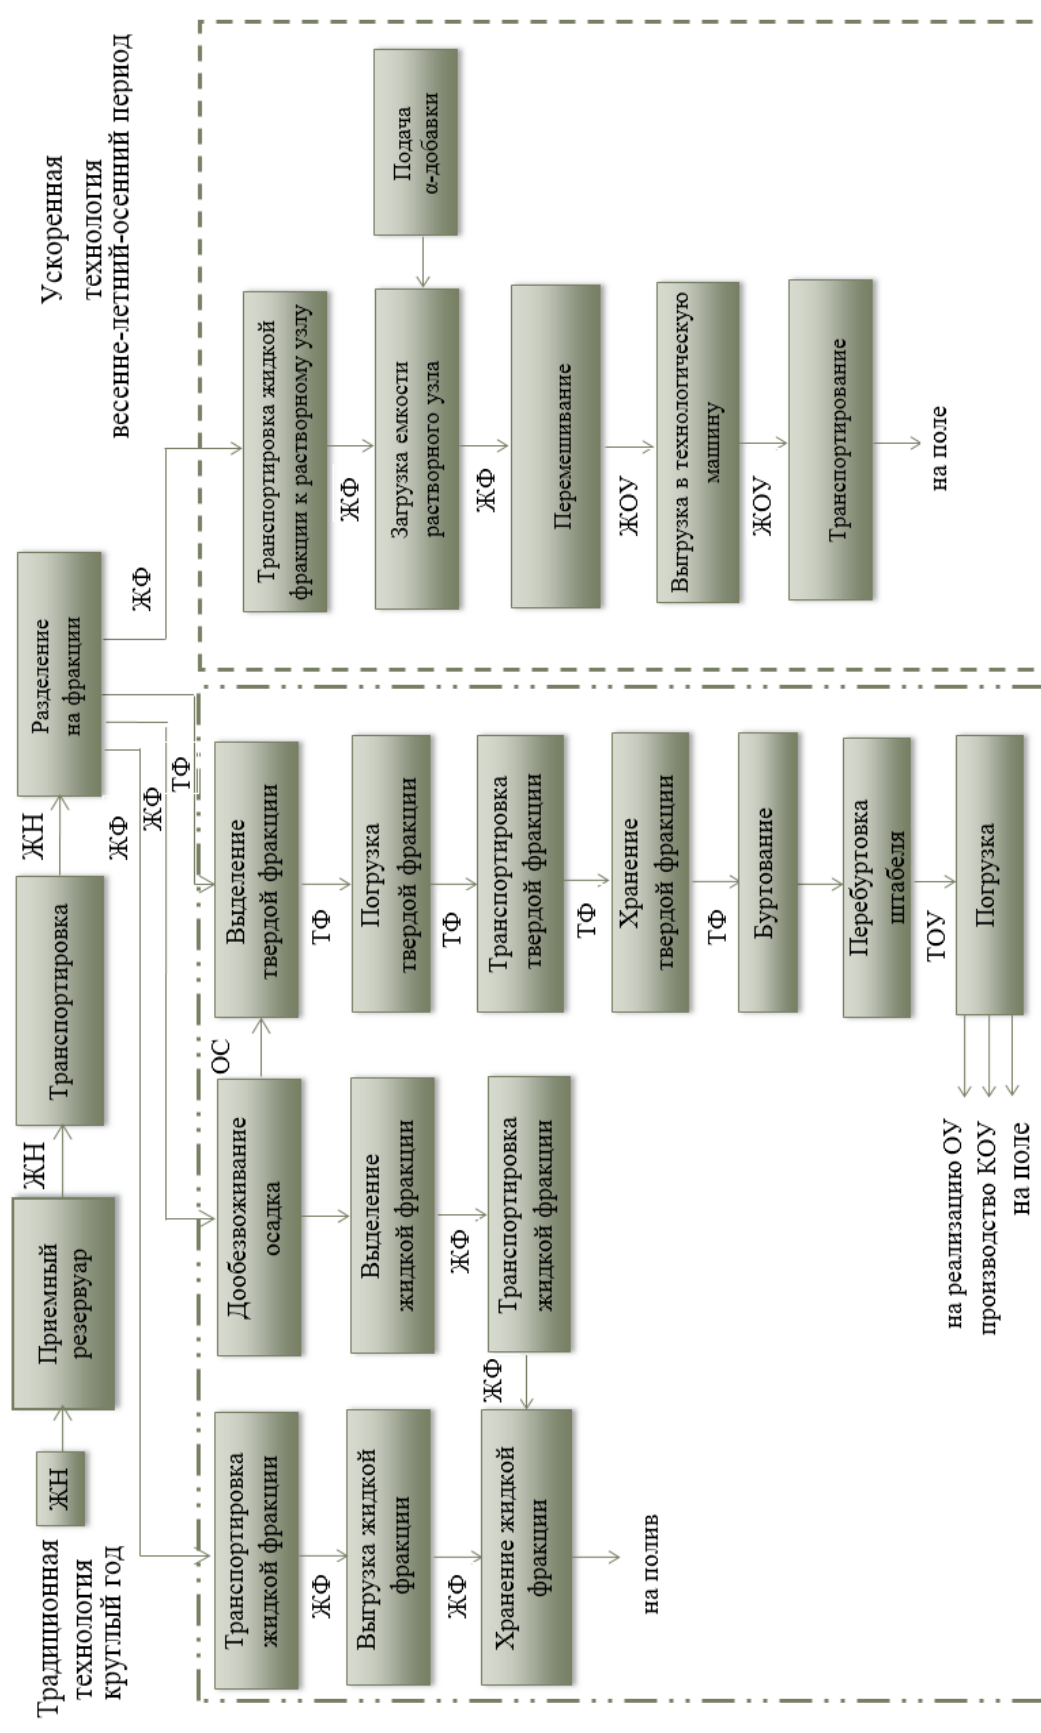 Традиционная
технология
круглый год
ЖН
Приемный
резервуар
ЖН
Транспортировка
ЖН
Разделение
на фракции
Ускоренная
технология
весенне-летний-осенний период
ЖФ
ЖФ
ТФ
ЖФ
Транспортировка
жидкой фракции
ЖФ
Выгрузка жидкой
фракции
ЖФ
Хранение жидкой
фракции
на полив
Дообезвоживание
осадка
ОС
Выделение
жидкой фракции
ЖФ
Транспортировка
жидкой фракции
ЖФ
Выделение
твердой фракции
ТФ
Погрузка
твердой фракции
ТФ
Транспортировка
твердой фракции
ТФ
Хранение
твердой фракции
ТФ
Буртование
Перебуртовка
штабеля
ТОУ
Погрузка
на реализацию ОУ
производство КОУ
на поле
Транспортировка жидкой
фракции к растворному узлу
ЖФ
Загрузка емкости
растворного узла
Подача
α-добавки
ЖФ
Перемешивание
ЖОУ
Выгрузка в технологическую
машину
ЖОУ
Транспортирование
на поле